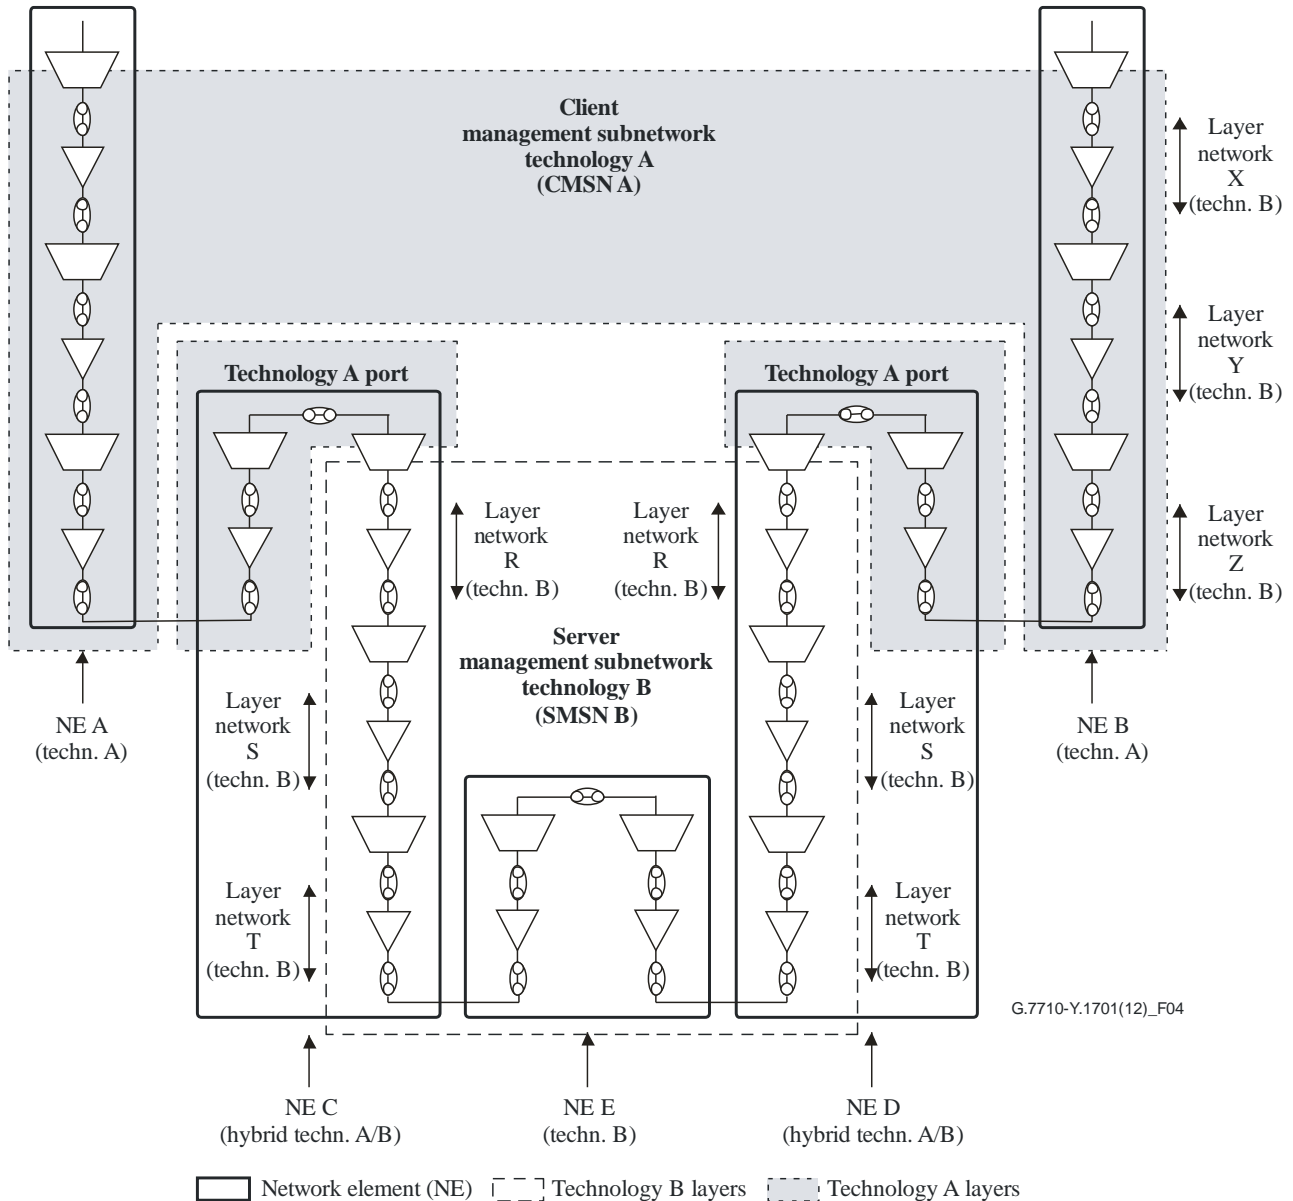 Client
management subnetwork
technology A
(CMSN A)
Layer
network
X
(techn. B)
Layer
network
Y
(techn. B)
Layer
network
Z
(techn. B)
Technology A port
Technology A port
Layer
network
R
(techn. B)
Layer
network
R
(techn. B)
Server
management subnetwork
technology B
(SMSN B)
NE A
(techn. A)
Layer
network
S
(techn. B)
Layer
network
S
(techn. B)
NE B
(techn. A)
Layer
network
T
(techn. B)
Layer
network
T
(techn. B)
G.7710-Y.1701(12)_F04
NE C
(hybrid techn. A/B)
NE E
(techn. B)
NE D
(hybrid techn. A/B)
Network element (NE)
Technology B layers
Technology A layers